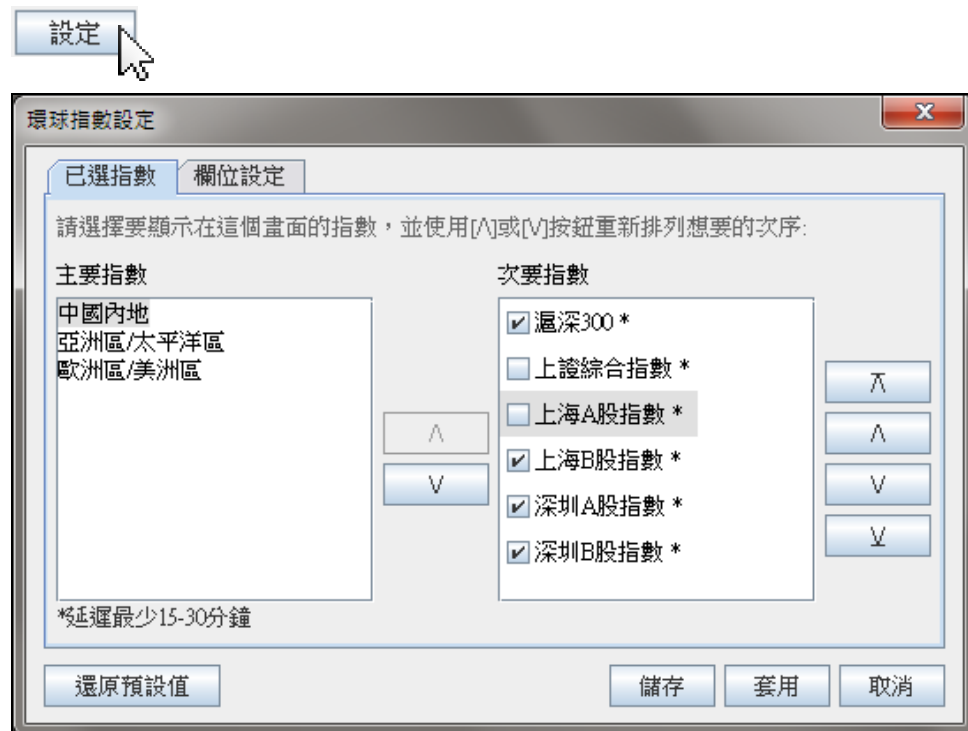 設定
環球指數設定
已選指數 欄位設定
請選擇要顯示在這個畫面的指數，並使用[Λ]或[V]按鈕重新排列想要的次序:
主要指數
中國內地
亞洲區/太平洋區
歐洲區/美洲區
Λ
V
次要指數
滬深300 *
上證綜合指數 *
上海A股指數 *
上海B股指數 *
深圳A股指數 *
深圳B股指數 *
Λ
V
*延遲最少15-30分鐘
還原預設值 儲存 套用 取消